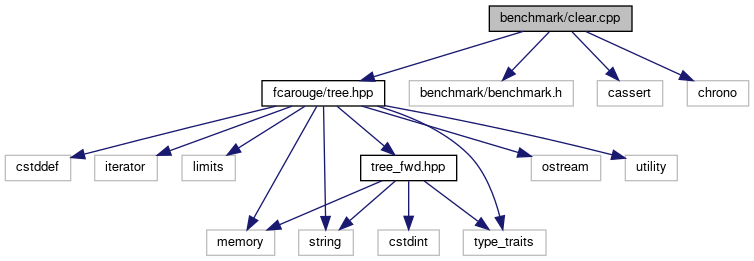 benchmark/clear.cpp
fcarouge/tree.hpp
benchmark/benchmark.h
cassert
chrono
cstddef
iterator
limits
tree_fwd.hpp
ostream
utility
memory
string
cstdint
type_traits